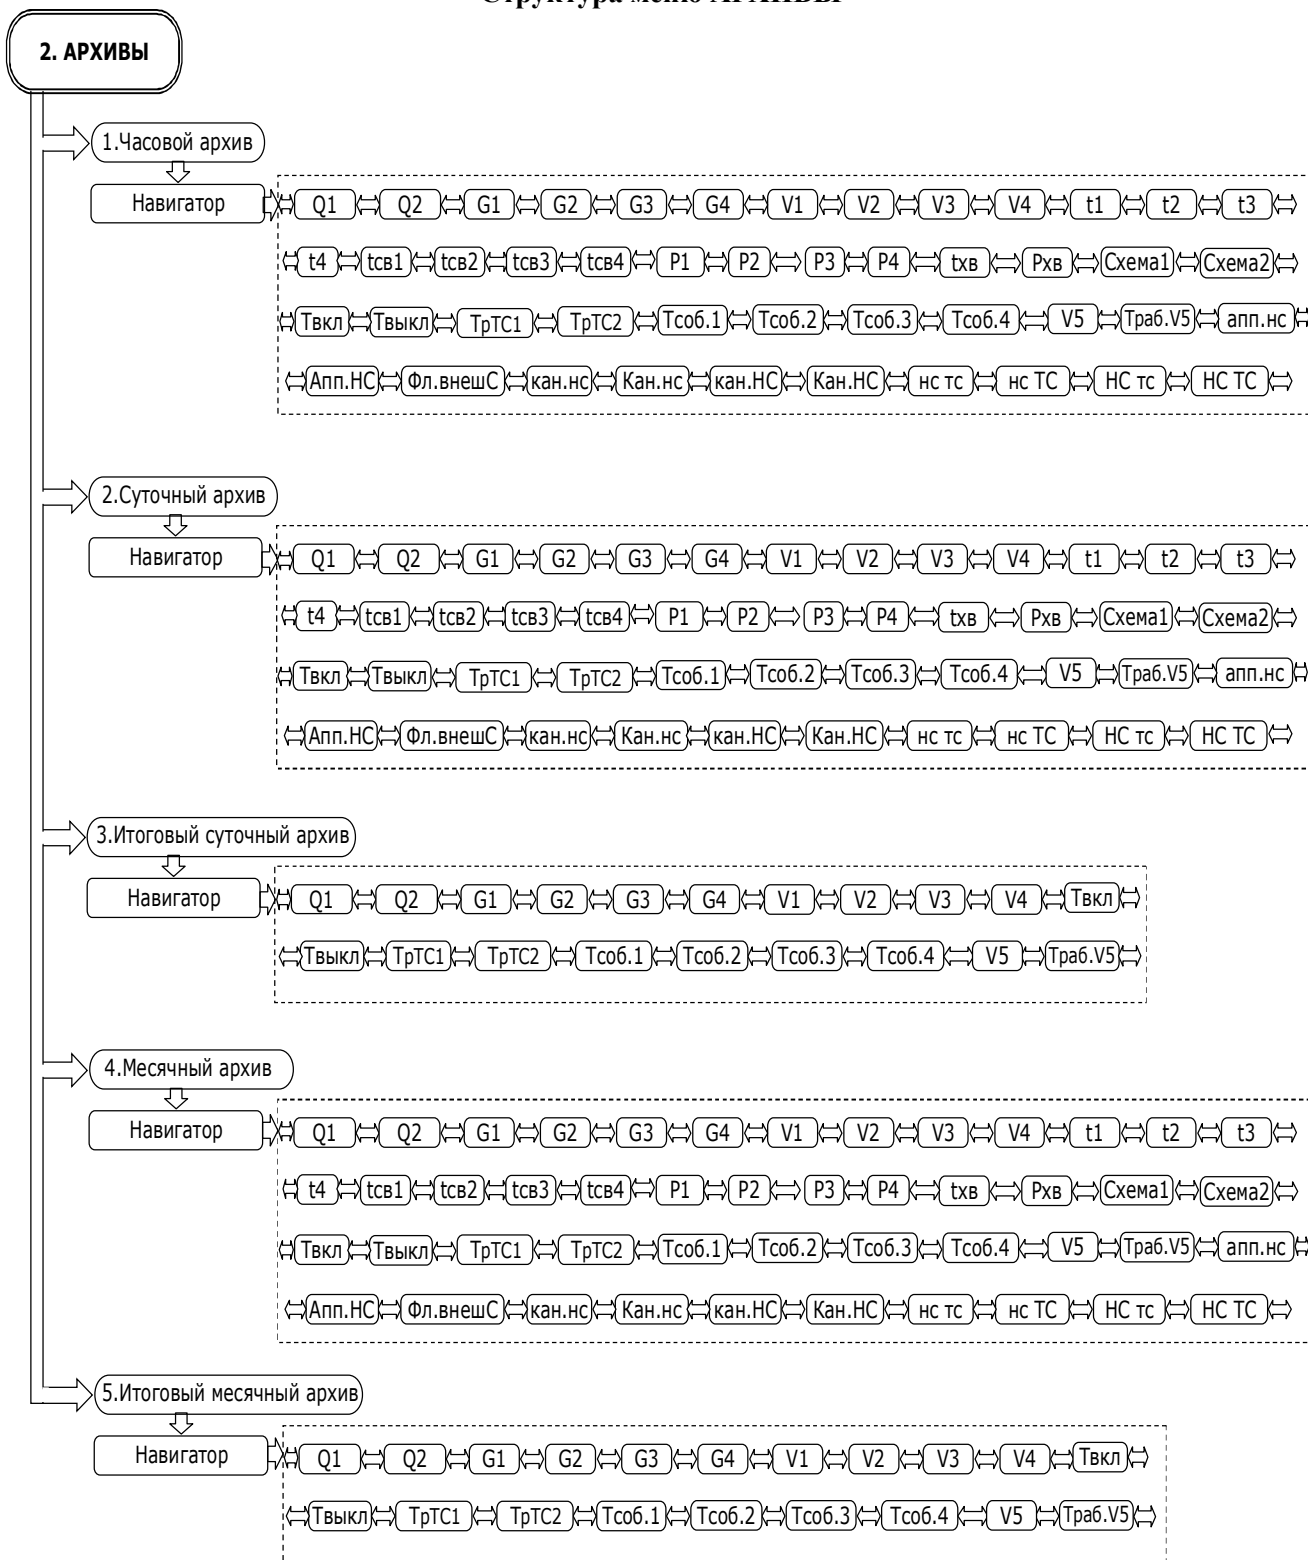 Структура меню АРХИВЫ
2. АРХИВЫ
1.Часовой архив
Навигатор Q1 Q2 G1 G2 G3 G4 V1 V2 V3 V4 t1 t2 t3
t4 tсв1 tсв2 tсв3 tсв4 P1 P2 P3 P4 tхв Pхв Схема1 Схема2
Твкл Твыкл ТрТС1 ТрТС2 Тсоб.1 Тсоб.2 Тсоб.3 Тсоб.4 V5 Траб.V5 апп.нс
Апп.НС Фл.внешС кан.нс Кан.нс кан.НС Кан.НС нс тс нс ТС НС тс НС ТС
2.Суточный архив
Навигатор Q1 Q2 G1 G2 G3 G4 V1 V2 V3 V4 t1 t2 t3
t4 tсв1 tсв2 tсв3 tсв4 P1 P2 P3 P4 tхв Pхв Схема1 Схема2
Твкл Твыкл ТрТС1 ТрТС2 Тсоб.1 Тсоб.2 Тсоб.3 Тсоб.4 V5 Траб.V5 апп.нс
Апп.НС Фл.внешС кан.нс Кан.нс кан.НС Кан.НС нс тс нс ТС НС тс НС ТС
3.Итоговый суточный архив
Навигатор Q1 Q2 G1 G2 G3 G4 V1 V2 V3 V4 Твкл
Твыкл ТрТС1 ТрТС2 Тсоб.1 Тсоб.2 Тсоб.3 Тсоб.4 V5 Траб.V5
4.Месячный архив
Навигатор Q1 Q2 G1 G2 G3 G4 V1 V2 V3 V4 t1 t2 t3
t4 tсв1 tсв2 tсв3 tсв4 P1 P2 P3 P4 tхв Pхв Схема1 Схема2
Твкл Твыкл ТрТС1 ТрТС2 Тсоб.1 Тсоб.2 Тсоб.3 Тсоб.4 V5 Траб.V5 апп.нс
Апп.НС Фл.внешС кан.нс Кан.нс кан.НС Кан.НС нс тс нс ТС НС тс НС ТС
5.Итоговый месячный архив
Навигатор Q1 Q2 G1 G2 G3 G4 V1 V2 V3 V4 Твкл
Твыкл ТрТС1 ТрТС2 Тсоб.1 Тсоб.2 Тсоб.3 Тсоб.4 V5 Траб.V5